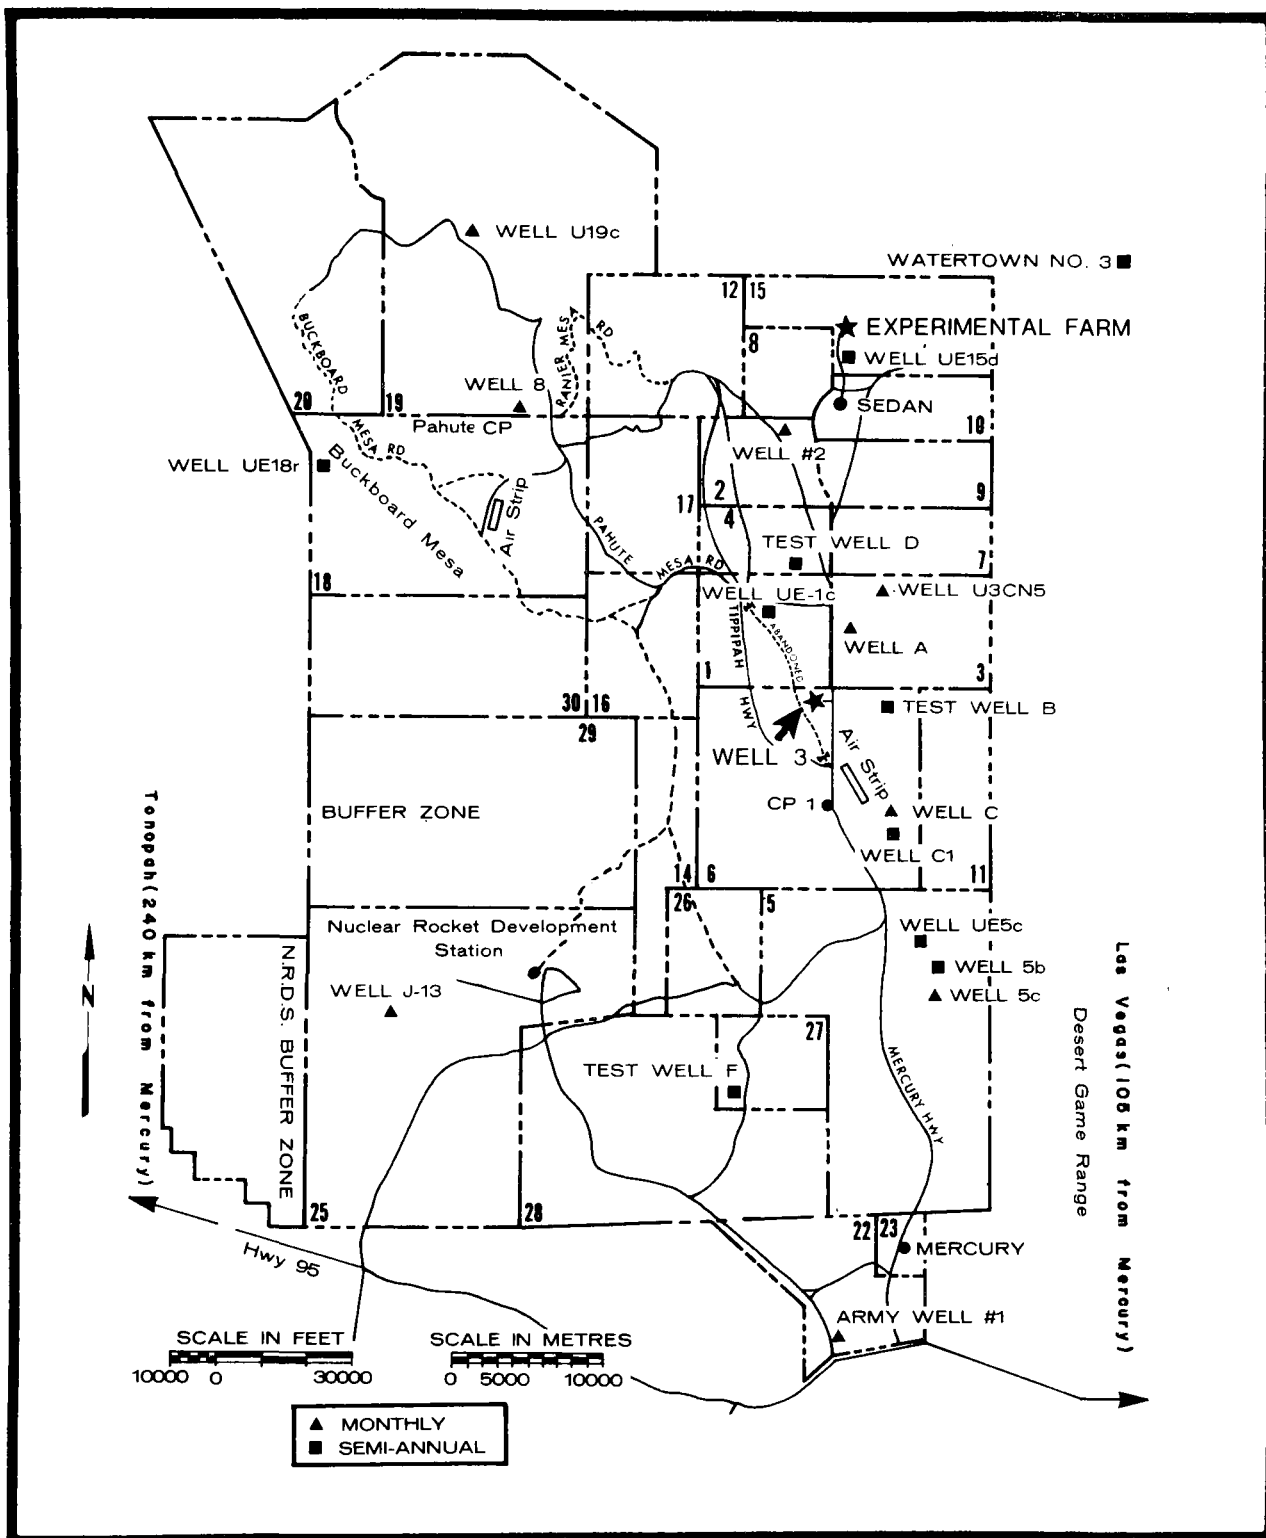 WELL U19c
WATERTOWN NO. 3
12
15
EXPERIMENTAL FARM
8
WELL UE15d
BUCKBOARD
MESA RD
RANIER MESA
RD
WELL 8
20
19
Pahute CP
SEDAN
10
WELL #2
WELL UE18r
Buckboard Mesa
Air Strip
17
2
4
9
PAHUTE
MESA RD
TEST WELL D
7
18
WELL UE-1c
WELL U3CN5
TIPPIPAH
HWY
ABANDONED
WELL A
1
3
30
16
29
TEST WELL B
WELL 3
Air Strip
BUFFER ZONE
CP 1
WELL C
WELL C1
14
6
11
26
5
Nuclear Rocket Development
Station
WELL UE5c
WELL 5b
WELL 5c
WELL J-13
N
Tonopah(240 km from Mercury)
N.R.D.S. BUFFER ZONE
27
TEST WELL F
MERCURY HWY
Desert Game Range
Las Vegas(105 km from Mercury)
25
28
22
23
MERCURY
Hwy 95
ARMY WELL #1
SCALE IN FEET
10000 0 30000
SCALE IN METRES
0 5000 10000
MONTHLY
SEMI-ANNUAL